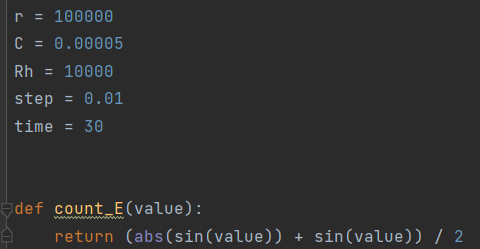 r = 100000
C = 0.00005
Rh = 10000
step = 0.01
time = 30
def count_E(value):
return (abs(sin(value)) + sin(value)) / 2